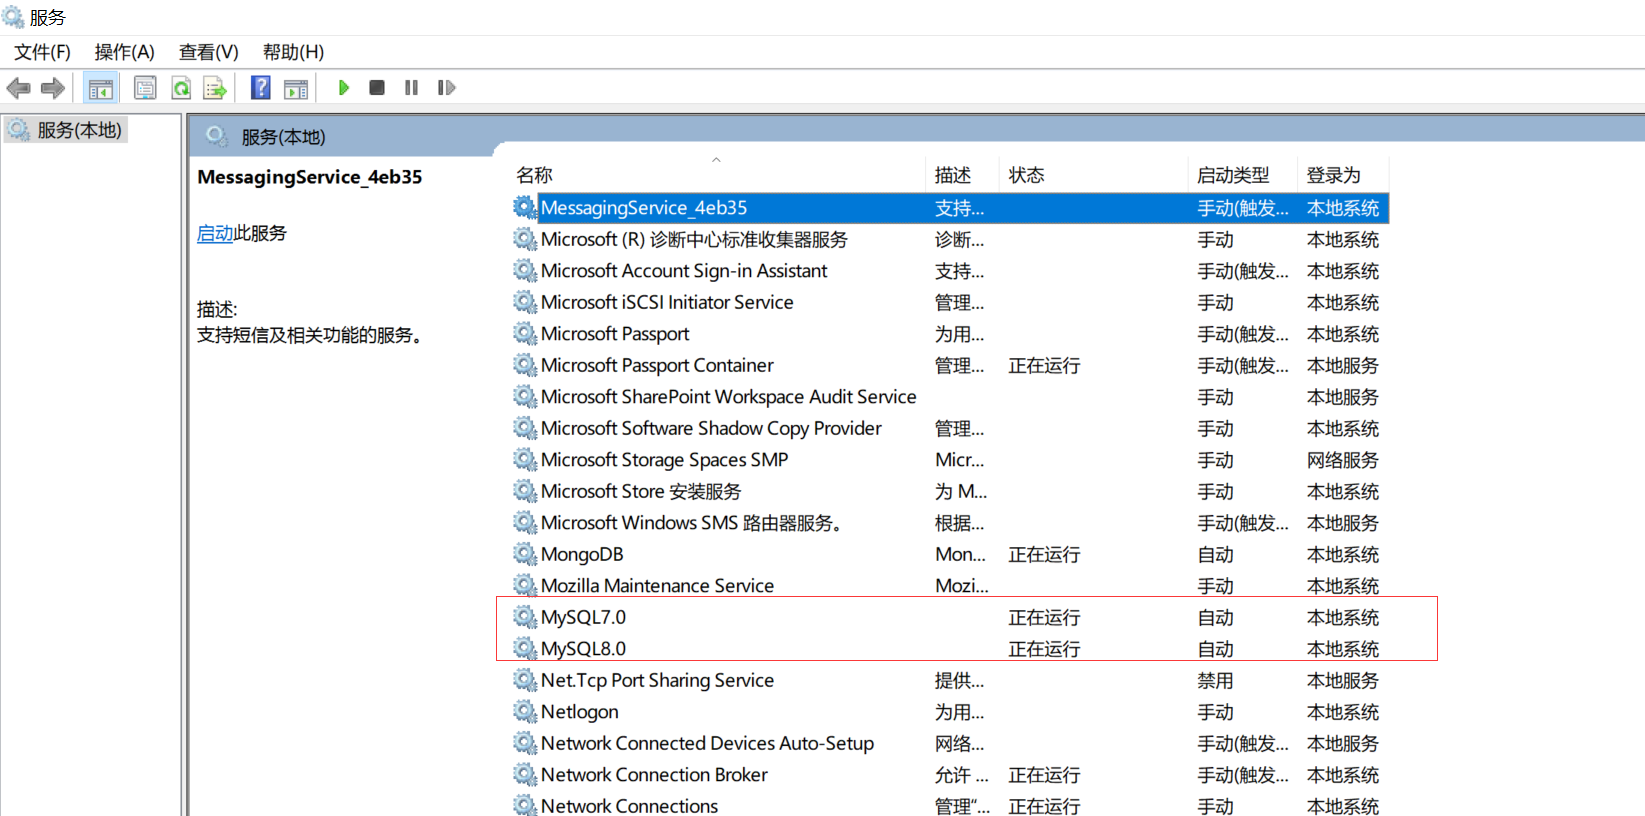 服务
文件(F) 操作(A) 查看(V) 帮助(H)
服务(本地)
服务(本地)
MessagingService_4eb35
启动此服务
描述:
支持短信及相关功能的服务。
名称 描述 状态 启动类型 登录为
MessagingService_4eb35 支持... 手动(触发... 本地系统
Microsoft (R) 诊断中心标准收集器服务 诊断... 手动 本地系统
Microsoft Account Sign-in Assistant 支持... 手动(触发... 本地系统
Microsoft iSCSI Initiator Service 管理... 手动 本地系统
Microsoft Passport 为用... 手动(触发... 本地系统
Microsoft Passport Container 管理... 正在运行 手动(触发... 本地服务
Microsoft SharePoint Workspace Audit Service 手动 本地服务
Microsoft Software Shadow Copy Provider 管理... 手动 本地系统
Microsoft Storage Spaces SMP Micr... 手动 网络服务
Microsoft Store 安装服务 为 M... 手动 本地系统
Microsoft Windows SMS 路由器服务。 根据... 手动(触发... 本地服务
MongoDB Mon... 正在运行 自动 本地系统
Mozilla Maintenance Service Mozi... 手动 本地系统
MySQL7.0 正在运行 自动 本地系统
MySQL8.0 正在运行 自动 本地系统
Net.Tcp Port Sharing Service 提供... 禁用 本地服务
Netlogon 为用... 手动 本地系统
Network Connected Devices Auto-Setup 网络... 手动(触发... 本地服务
Network Connection Broker 允许 ... 正在运行 手动(触发... 本地系统
Network Connections 管理“... 正在运行 手动 本地系统